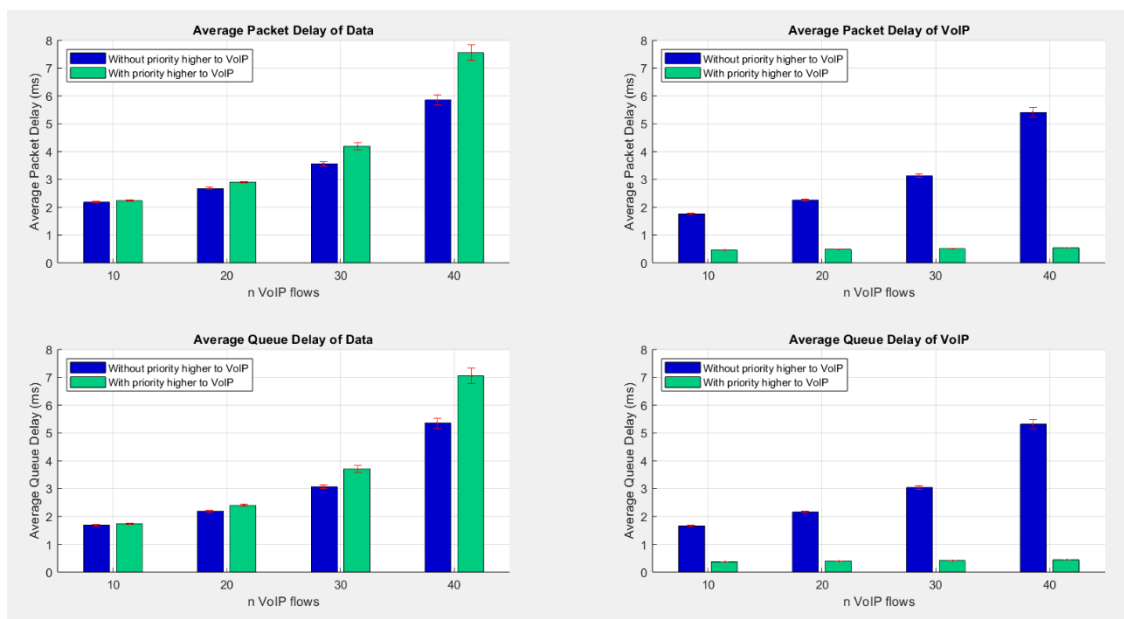 Average Packet Delay of Data
Average Packet Delay (ms)
8
7
6
5
4
3
2
1
0
Without priority higher to VoIP
With priority higher to VoIP
10 20 30 40
n VoIP flows
Average Packet Delay of VoIP
Average Packet Delay (ms)
8
7
6
5
4
3
2
1
0
Without priority higher to VoIP
With priority higher to VoIP
10 20 30 40
n VoIP flows
Average Queue Delay of Data
Average Queue Delay (ms)
8
7
6
5
4
3
2
1
0
Without priority higher to VoIP
With priority higher to VoIP
10 20 30 40
n VoIP flows
Average Queue Delay of VoIP
Average Queue Delay (ms)
8
7
6
5
4
3
2
1
0
Without priority higher to VoIP
With priority higher to VoIP
10 20 30 40
n VoIP flows